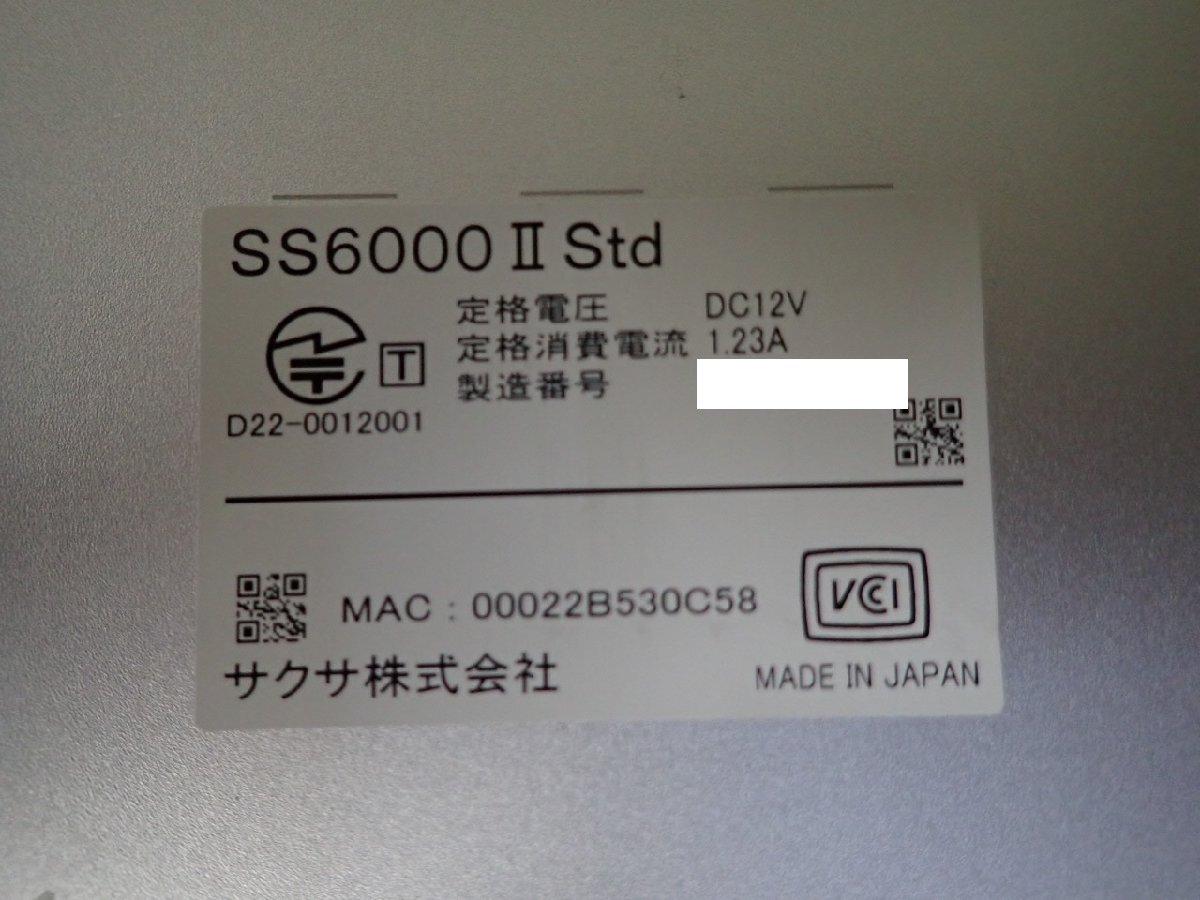 SS6000 Ⅱ Std
定格電圧 DC12V
定格消費電流 1.23A
製造番号
T
D22-0012001
MAC : 00022B530C58
VCCI
サクサ株式会社
MADE IN JAPAN